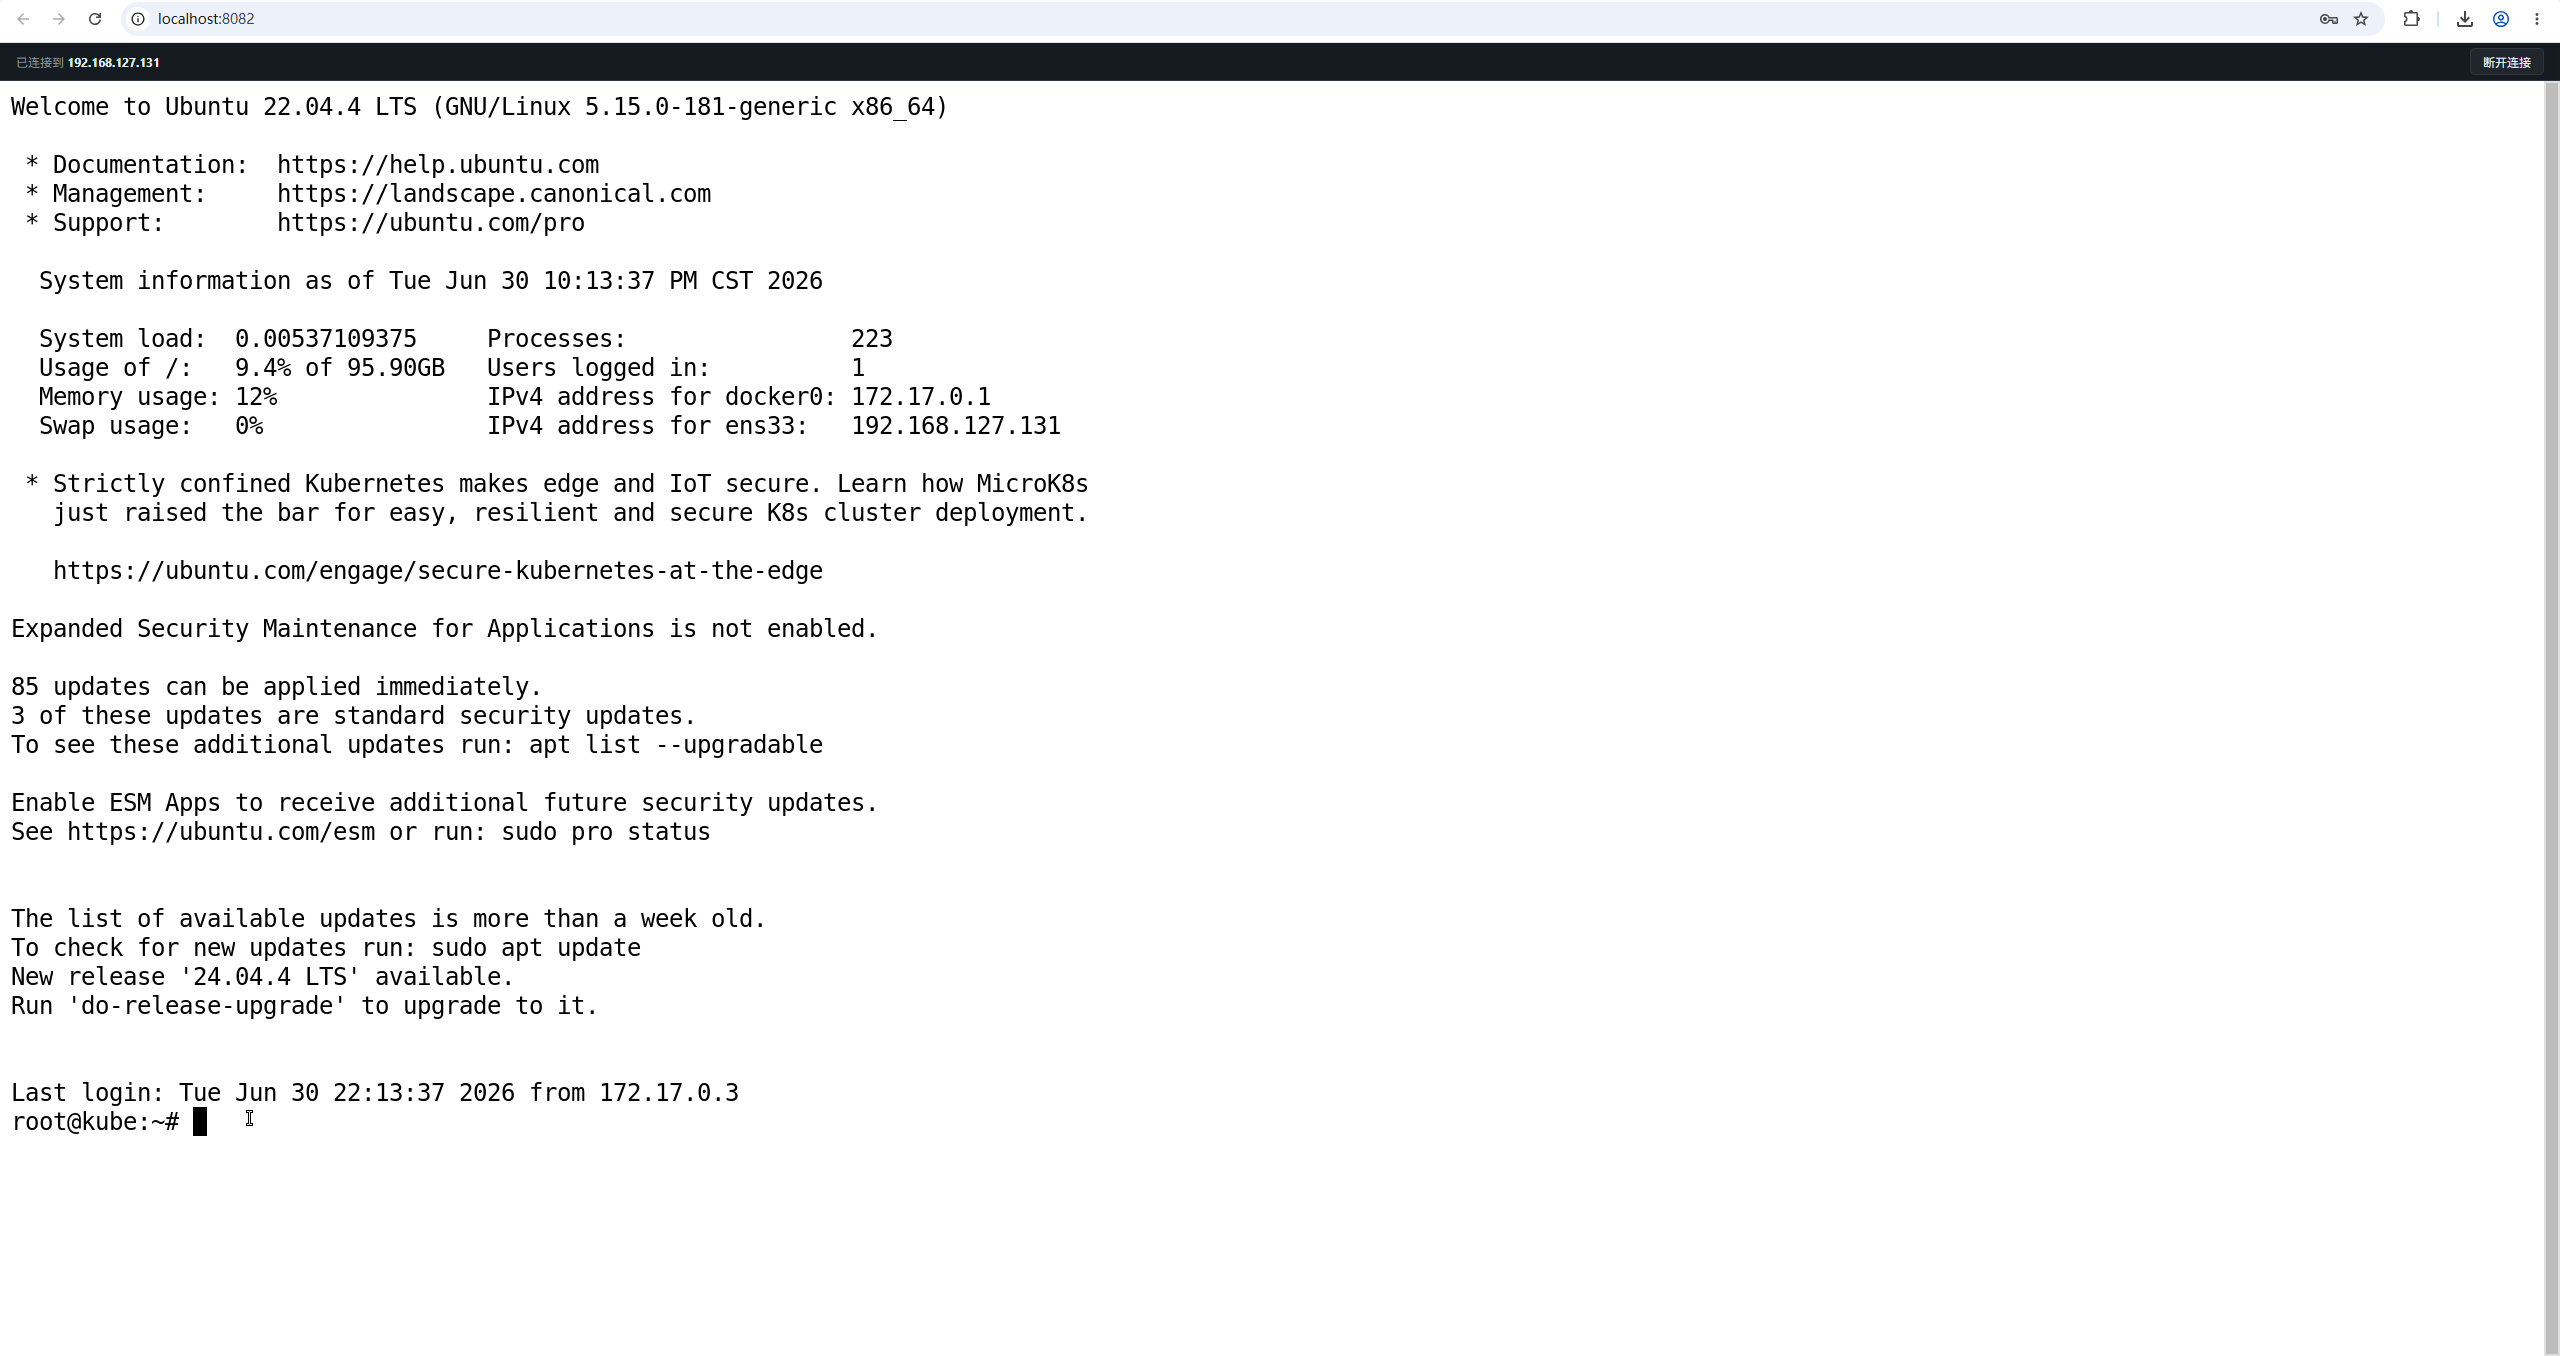 localhost:8082
已连接到 192.168.127.131
断开连接
Welcome to Ubuntu 22.04.4 LTS (GNU/Linux 5.15.0-181-generic x86_64)
* Documentation:  https://help.ubuntu.com
* Management:     https://landscape.canonical.com
* Support:        https://ubuntu.com/pro
System information as of Tue Jun 30 10:13:37 PM CST 2026
System load:  0.00537109375     Processes:                223
Usage of /:   9.4% of 95.90GB   Users logged in:          1
Memory usage: 12%               IPv4 address for docker0: 172.17.0.1
Swap usage:   0%                IPv4 address for ens33:   192.168.127.131
* Strictly confined Kubernetes makes edge and IoT secure. Learn how MicroK8s
just raised the bar for easy, resilient and secure K8s cluster deployment.
https://ubuntu.com/engage/secure-kubernetes-at-the-edge
Expanded Security Maintenance for Applications is not enabled.
85 updates can be applied immediately.
3 of these updates are standard security updates.
To see these additional updates run: apt list --upgradable
Enable ESM Apps to receive additional future security updates.
See https://ubuntu.com/esm or run: sudo pro status
The list of available updates is more than a week old.
To check for new updates run: sudo apt update
New release '24.04.4 LTS' available.
Run 'do-release-upgrade' to upgrade to it.
Last login: Tue Jun 30 22:13:37 2026 from 172.17.0.3
root@kube:~#